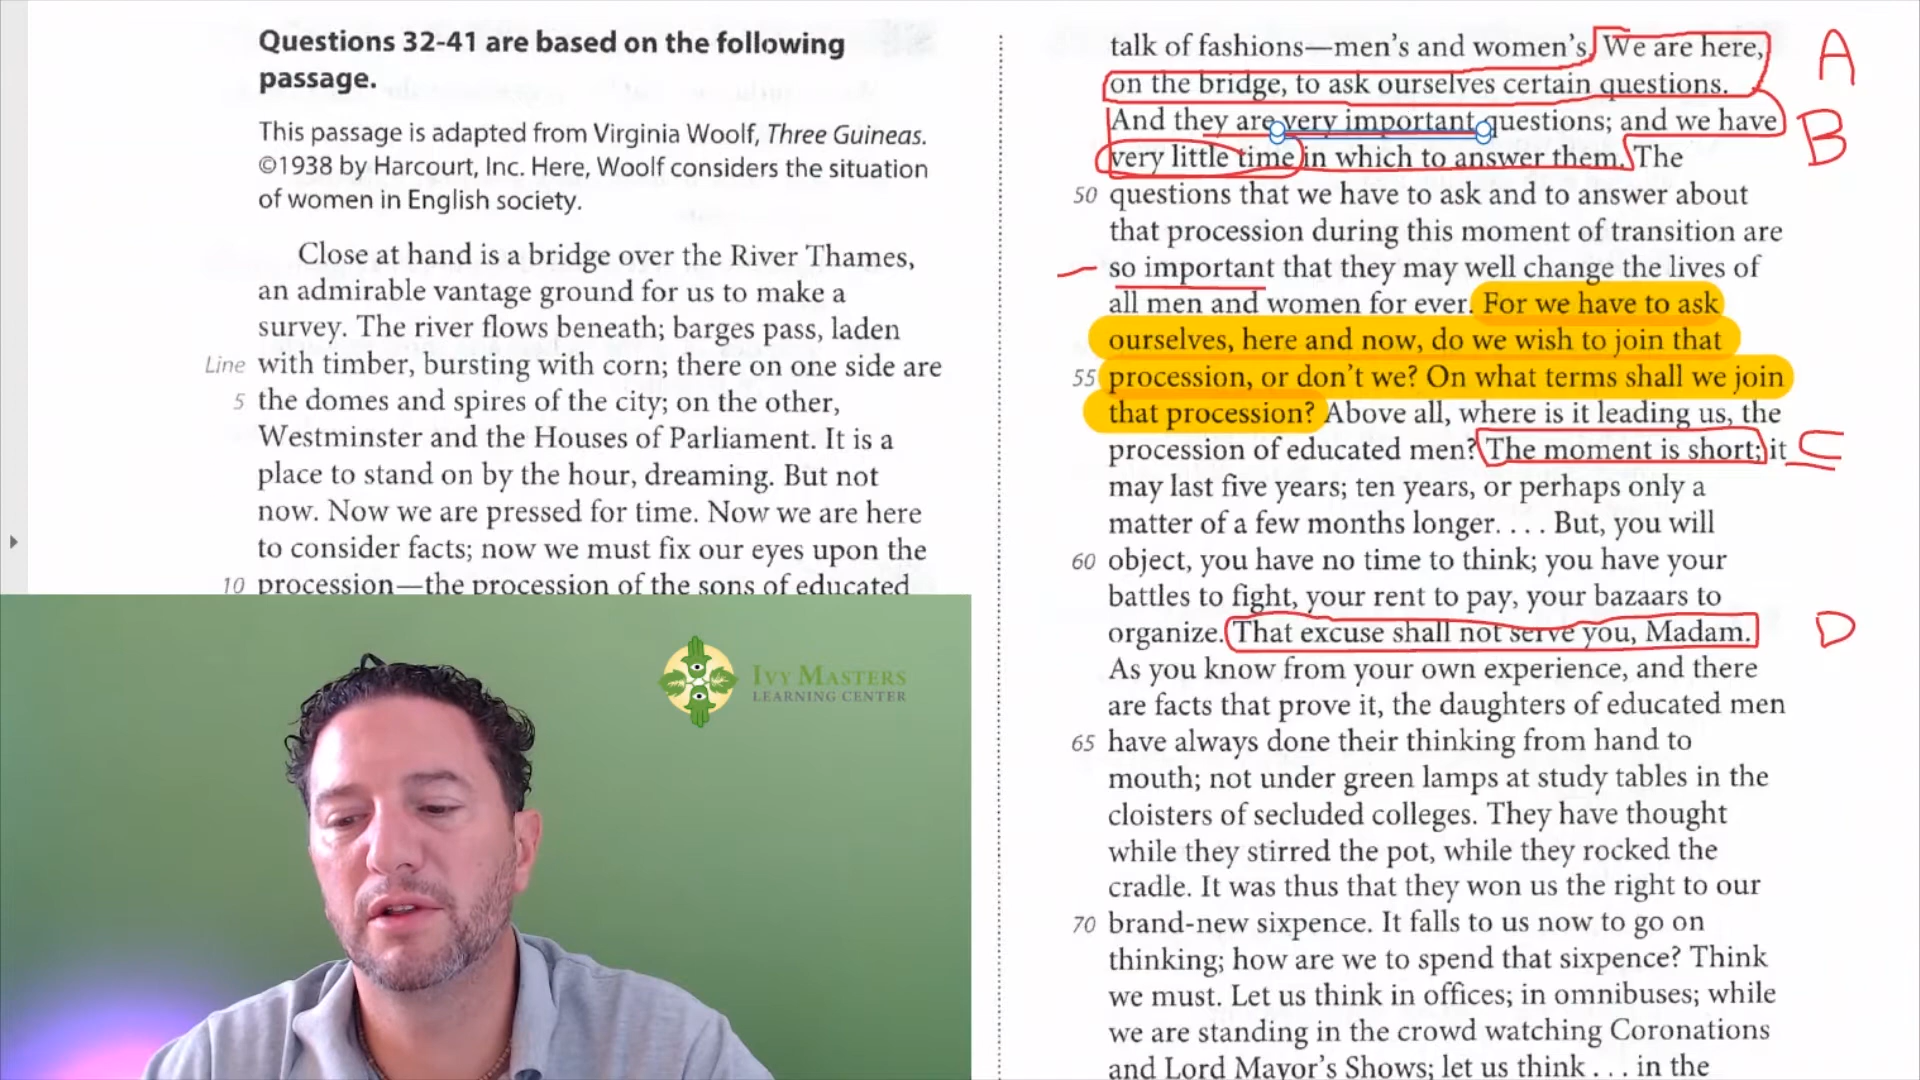 Questions 32-41 are based on the following
passage.
This passage is adapted from Virginia Woolf, Three Guineas.
©1938 by Harcourt, Inc. Here, Woolf considers the situation
of women in English society.
Close at hand is a bridge over the River Thames,
an admirable vantage ground for us to make a
survey. The river flows beneath; barges pass, laden
Line with timber, bursting with corn; there on one side are
5 the domes and spires of the city; on the other,
Westminster and the Houses of Parliament. It is a
place to stand on by the hour, dreaming. But not
now. Now we are pressed for time. Now we are here
to consider facts; now we must fix our eyes upon the
10 procession—the procession of the sons of educated
IVY MASTERS
LEARNING CENTER
talk of fashions—men's and women's. We are here, A
on the bridge, to ask ourselves certain questions.
And they are very important questions; and we have B
very little time in which to answer them. The
50 questions that we have to ask and to answer about
that procession during this moment of transition are
so important that they may well change the lives of
all men and women for ever. For we have to ask
ourselves, here and now, do we wish to join that
55 procession, or don't we? On what terms shall we join
that procession? Above all, where is it leading us, the
procession of educated men? The moment is short; it C
may last five years; ten years, or perhaps only a
matter of a few months longer. . . . But, you will
60 object, you have no time to think; you have your
battles to fight, your rent to pay, your bazaars to
organize. That excuse shall not serve you, Madam. D
As you know from your own experience, and there
are facts that prove it, the daughters of educated men
65 have always done their thinking from hand to
mouth; not under green lamps at study tables in the
cloisters of secluded colleges. They have thought
while they stirred the pot, while they rocked the
cradle. It was thus that they won us the right to our
70 brand-new sixpence. It falls to us now to go on
thinking; how are we to spend that sixpence? Think
we must. Let us think in offices; in omnibuses; while
we are standing in the crowd watching Coronations
and Lord Mayor's Shows; let us think . . . in the